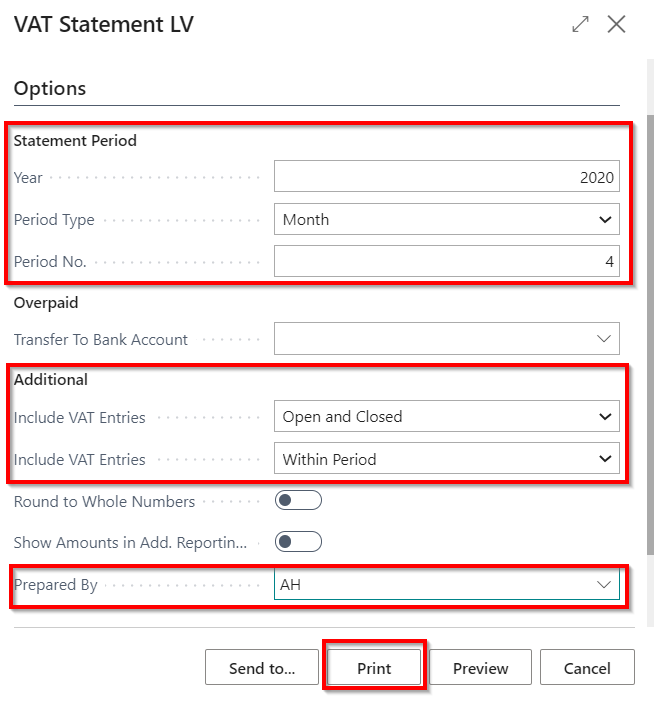 VAT Statement LV
Options
Statement Period
Year 2020
Period Type Month
Period No. 4
Overpaid
Transfer To Bank Account
Additional
Include VAT Entries Open and Closed
Include VAT Entries Within Period
Round to Whole Numbers
Show Amounts in Add. Reportin...
Prepared By AH
Send to... Print Preview Cancel